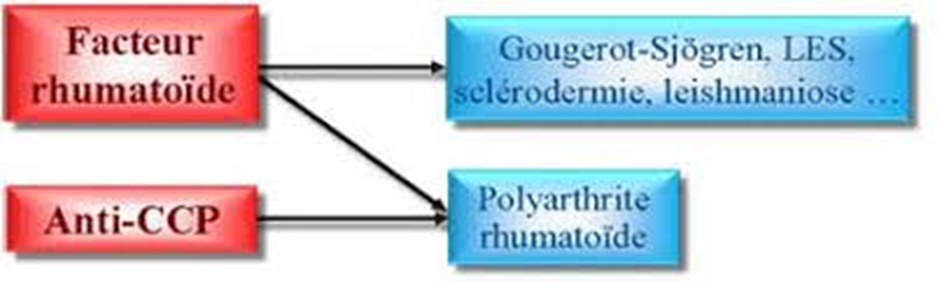 Facteur
rhumatoïde
Gougerot-Sjögren, LES,
sclérodermie, leishmaniose …
Anti-CCP
Polyarthrite
rhumatoïde